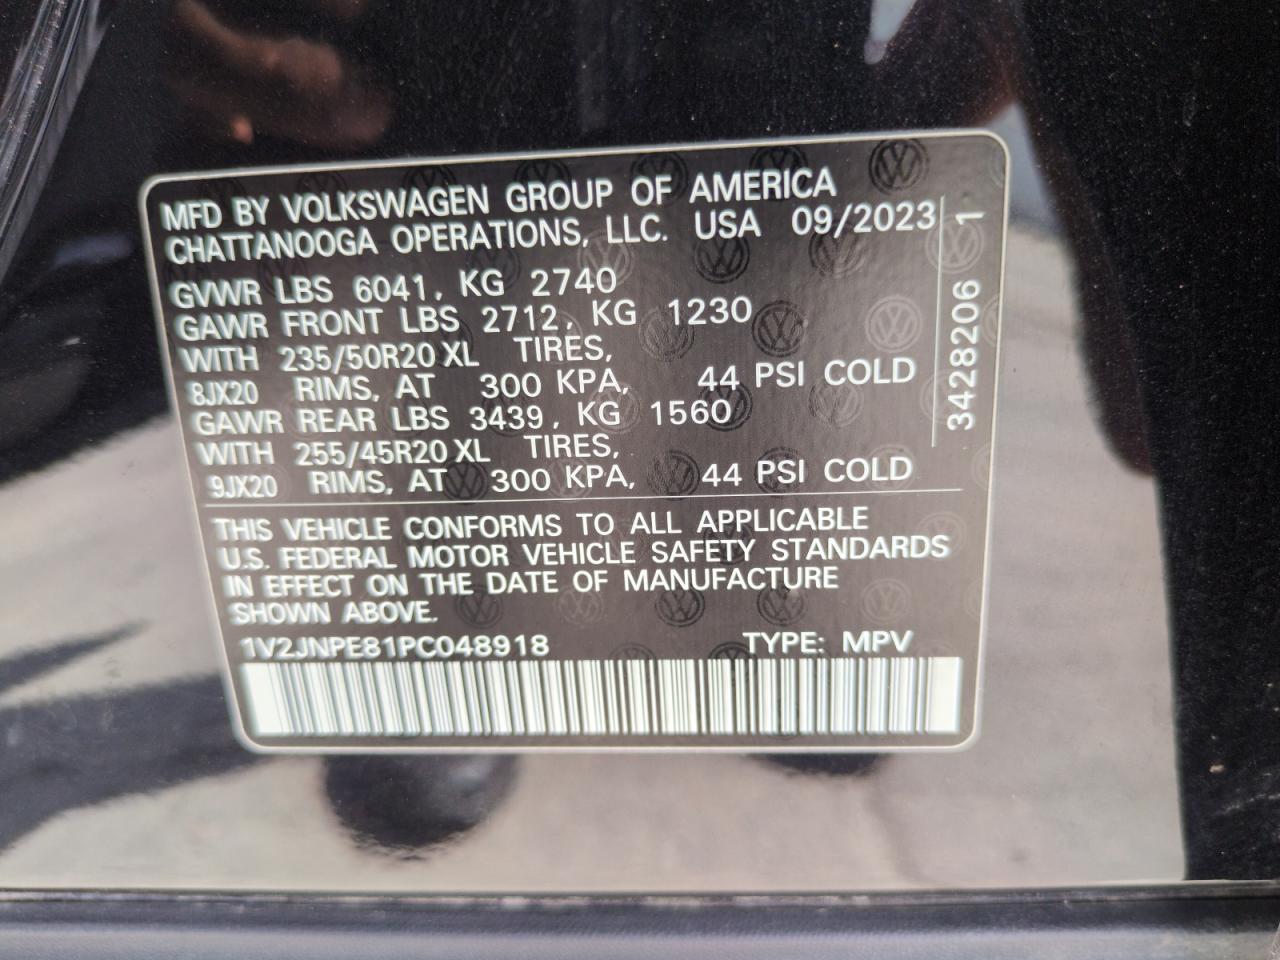 MFD BY VOLKSWAGEN GROUP OF AMERICA
CHATTANOOGA OPERATIONS, LLC. USA 09/2023
GVWR LBS 6041, KG 2740
GAWR FRONT LBS 2712, KG 1230
WITH 235/50R20 XL TIRES,
8JX20 RIMS, AT 300 KPA, 44 PSI COLD
GAWR REAR LBS 3439, KG 1560
WITH 255/45R20 XL TIRES,
9JX20 RIMS, AT 300 KPA, 44 PSI COLD
3428206 1
THIS VEHICLE CONFORMS TO ALL APPLICABLE
U.S. FEDERAL MOTOR VEHICLE SAFETY STANDARDS
IN EFFECT ON THE DATE OF MANUFACTURE
SHOWN ABOVE.
1V2JNPE81PC048918 TYPE: MPV